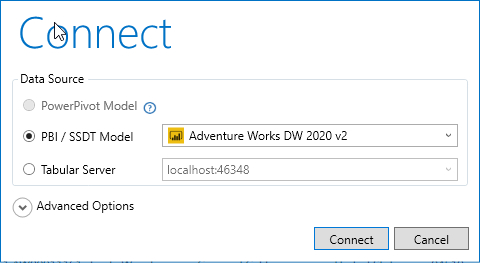 Connect
Data Source
PowerPivot Model ?
PBI / SSDT Model Adventure Works DW 2020 v2
Tabular Server localhost:46348
Advanced Options
Connect Cancel